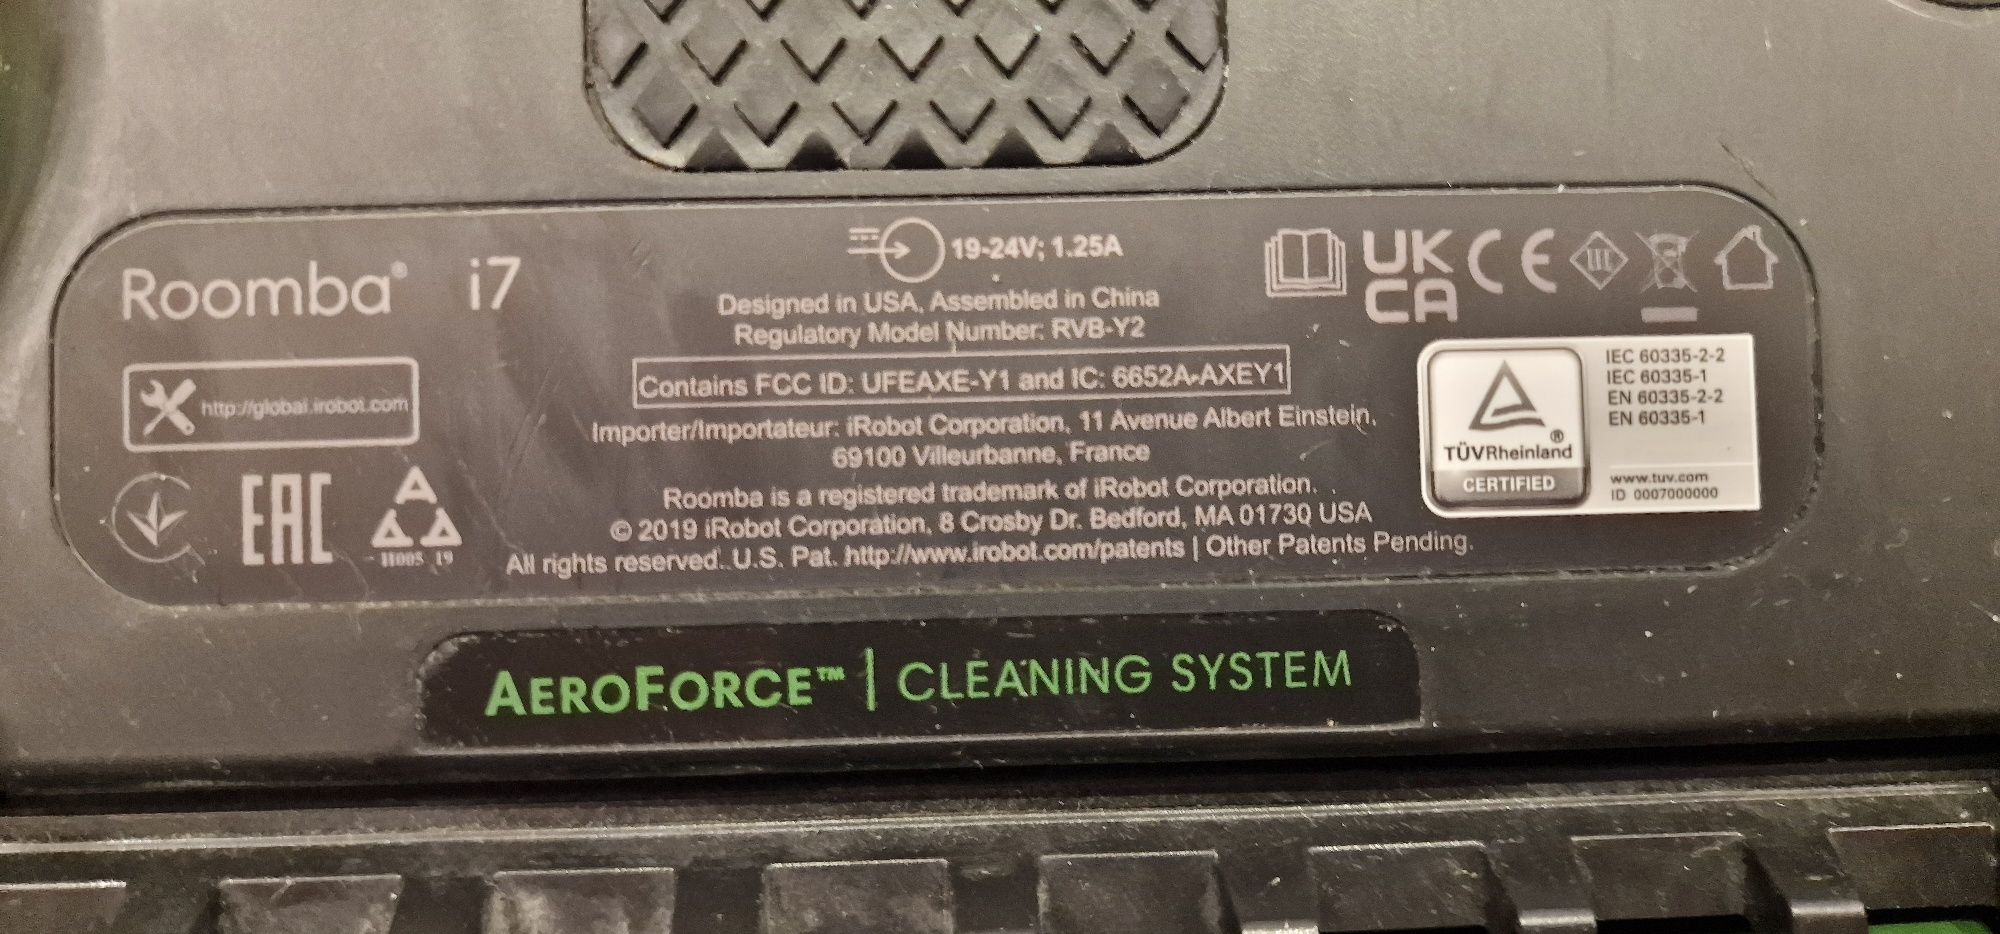 Roomba® i7
19-24V; 1.25A
Designed in USA, Assembled in China
Regulatory Model Number: RVB-Y2
Contains FCC ID: UFEAXE-Y1 and IC: 6652A-AXEY1
Importer/Importateur: iRobot Corporation, 11 Avenue Albert Einstein,
69100 Villeurbanne, France
Roomba is a registered trademark of iRobot Corporation.
© 2019 iRobot Corporation, 8 Crosby Dr. Bedford, MA 01730 USA
All rights reserved. U.S. Pat. http://www.irobot.com/patents | Other Patents Pending.
http://global.irobot.com
EAC
UK
CA
CE
TÜVRheinland®
CERTIFIED
IEC 60335-2-2
IEC 60335-1
EN 60335-2-2
EN 60335-1
www.tuv.com
ID 0007000000
AEROFORCE™ | CLEANING SYSTEM